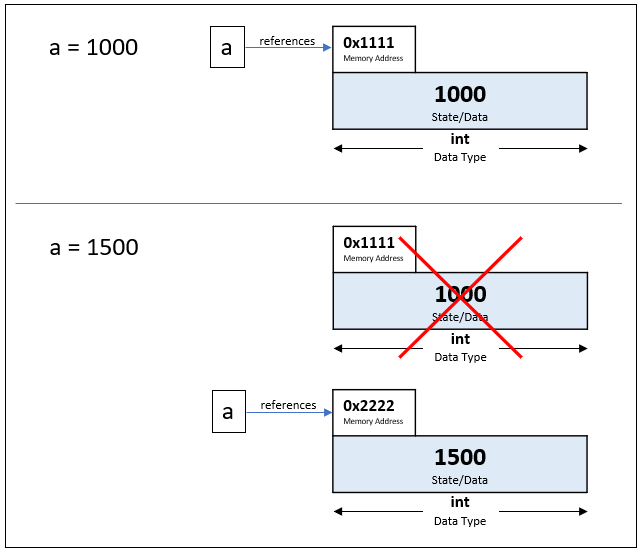 a = 1000
a
references
0x1111
Memory Address
1000
State/Data
int
Data Type
a = 1500
0x1111
Memory Address
1000
State/Data
int
Data Type
a
references
0x2222
Memory Address
1500
State/Data
int
Data Type